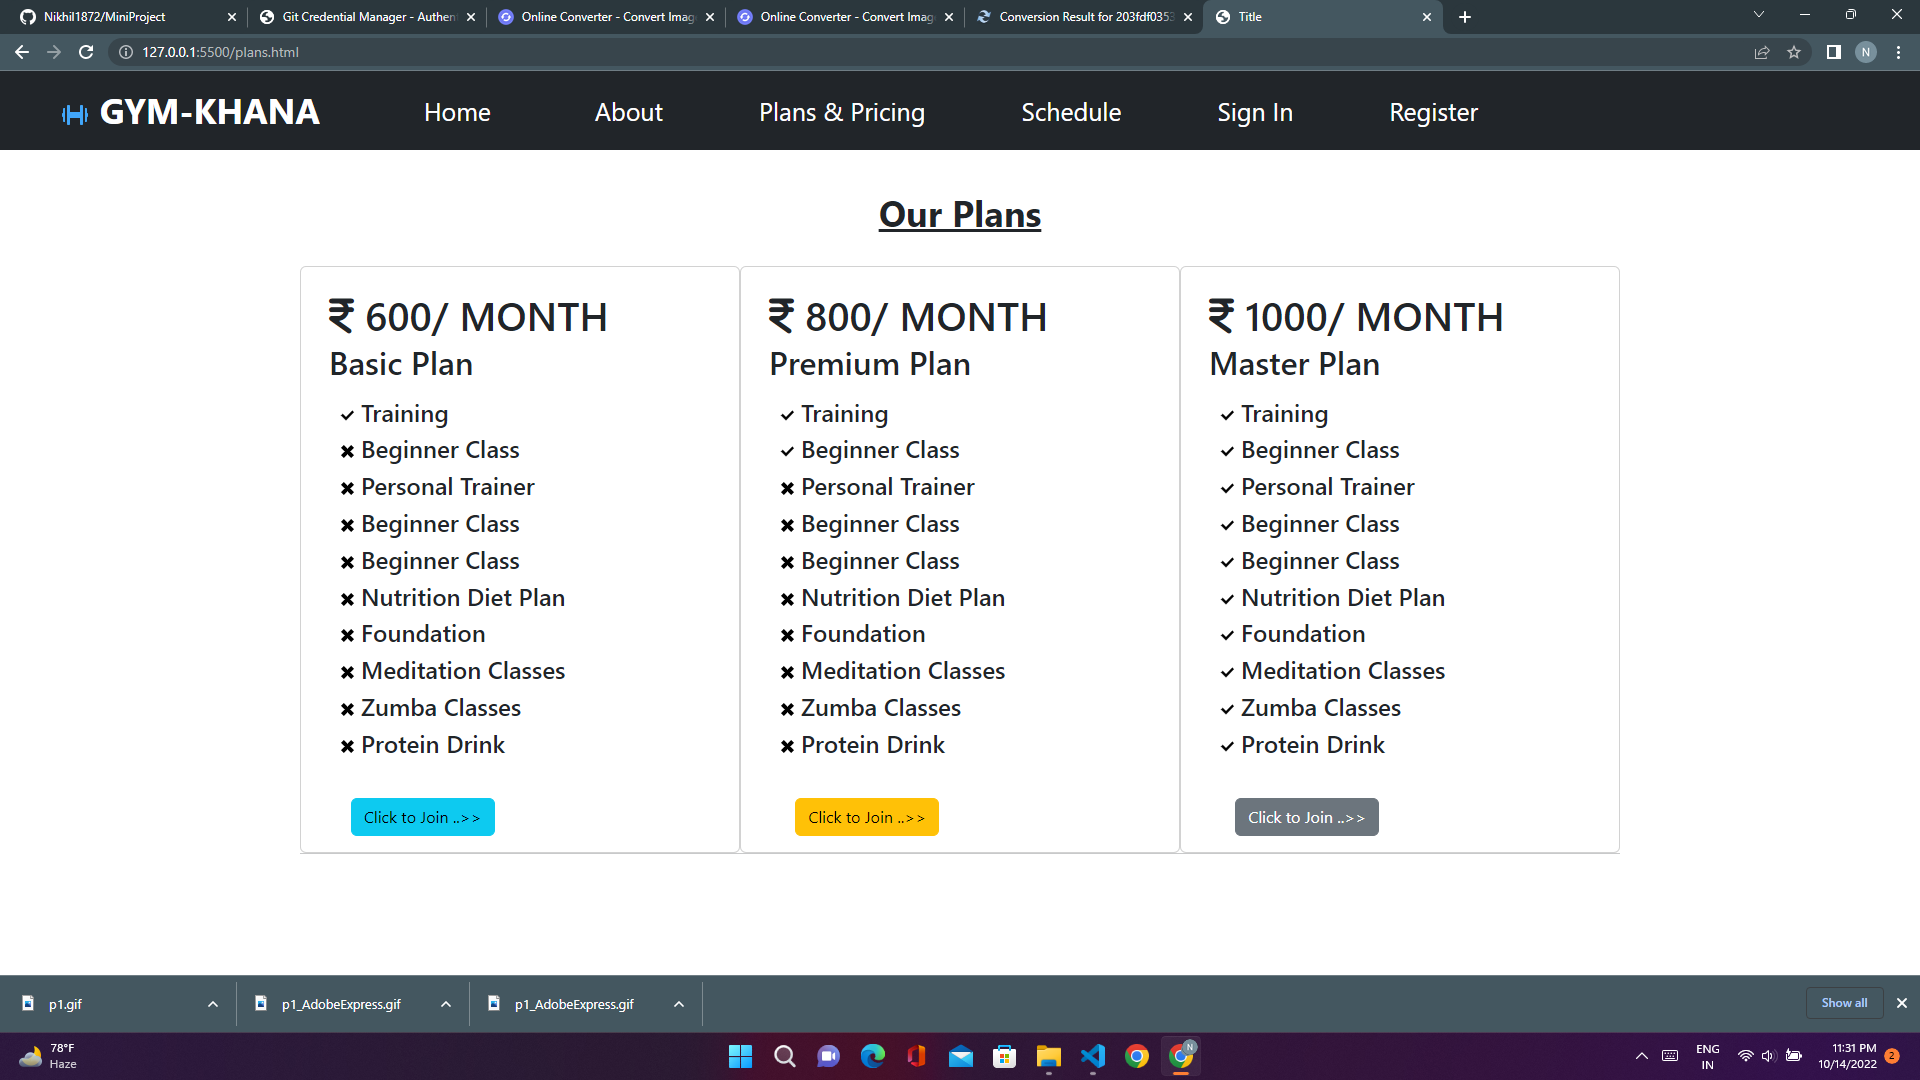 Nikhil1872/MiniProject
Git Credential Manager - Authen
Online Converter - Convert Imag
Online Converter - Convert Imag
Conversion Result for 203fdf0353
Title
127.0.0.1:5500/plans.html
N
GYM-KHANA
Home
About
Plans & Pricing
Schedule
Sign In
Register
Our Plans
₹ 600/ MONTH
Basic Plan
✓ Training
✖ Beginner Class
✖ Personal Trainer
✖ Beginner Class
✖ Beginner Class
✖ Nutrition Diet Plan
✖ Foundation
✖ Meditation Classes
✖ Zumba Classes
✖ Protein Drink
Click to Join ..>>
₹ 800/ MONTH
Premium Plan
✓ Training
✓ Beginner Class
✖ Personal Trainer
✖ Beginner Class
✖ Beginner Class
✖ Nutrition Diet Plan
✖ Foundation
✖ Meditation Classes
✖ Zumba Classes
✖ Protein Drink
Click to Join ..>>
₹ 1000/ MONTH
Master Plan
✓ Training
✓ Beginner Class
✓ Personal Trainer
✓ Beginner Class
✓ Beginner Class
✓ Nutrition Diet Plan
✓ Foundation
✓ Meditation Classes
✓ Zumba Classes
✓ Protein Drink
Click to Join ..>>
p1.gif
p1_AdobeExpress.gif
p1_AdobeExpress.gif
Show all
78°F
Haze
N
ENG
IN
11:31 PM
10/14/2022
2